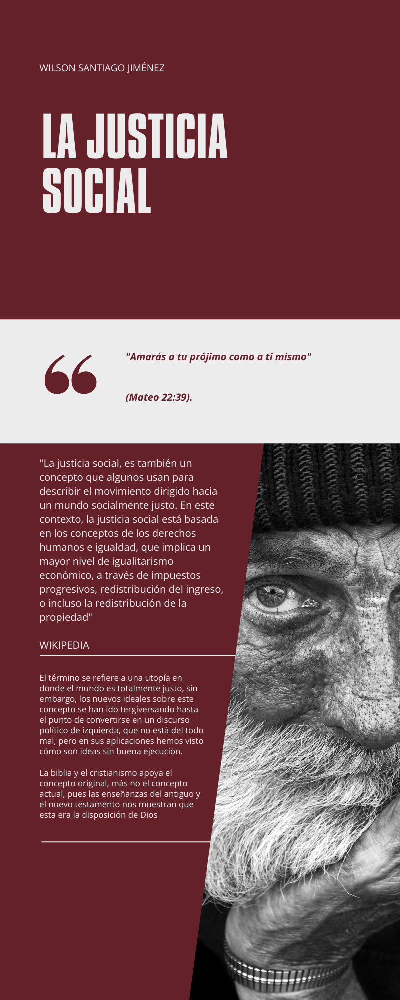 WILSON SANTIAGO JIMÉNEZ
LA JUSTICIA
SOCIAL
"Amarás a tu prójimo como a ti mismo"
(Mateo 22:39).
"La justicia social, es también un
concepto que algunos usan para
describir el movimiento dirigido hacia
un mundo socialmente justo. En este
contexto, la justicia social está basada
en los conceptos de los derechos
humanos e igualdad, que implica un
mayor nivel de igualitarismo
económico, a través de impuestos
progresivos, redistribución del ingreso,
o incluso la redistribución de la
propiedad''
WIKIPEDIA
El término se refiere a una utopía en
donde el mundo es totalmente justo, sin
embargo, los nuevos ideales sobre este
concepto se han ido tergiversando hasta
el punto de convertirse en un discurso
político de izquierda, que no está del todo
mal, pero en sus aplicaciones hemos visto
cómo son ideas sin buena ejecución.
La biblia y el cristianismo apoya el
concepto original, más no el concepto
actual, pues las enseñanzas del antiguo y
el nuevo testamento nos muestran que
esta era la disposición de Dios